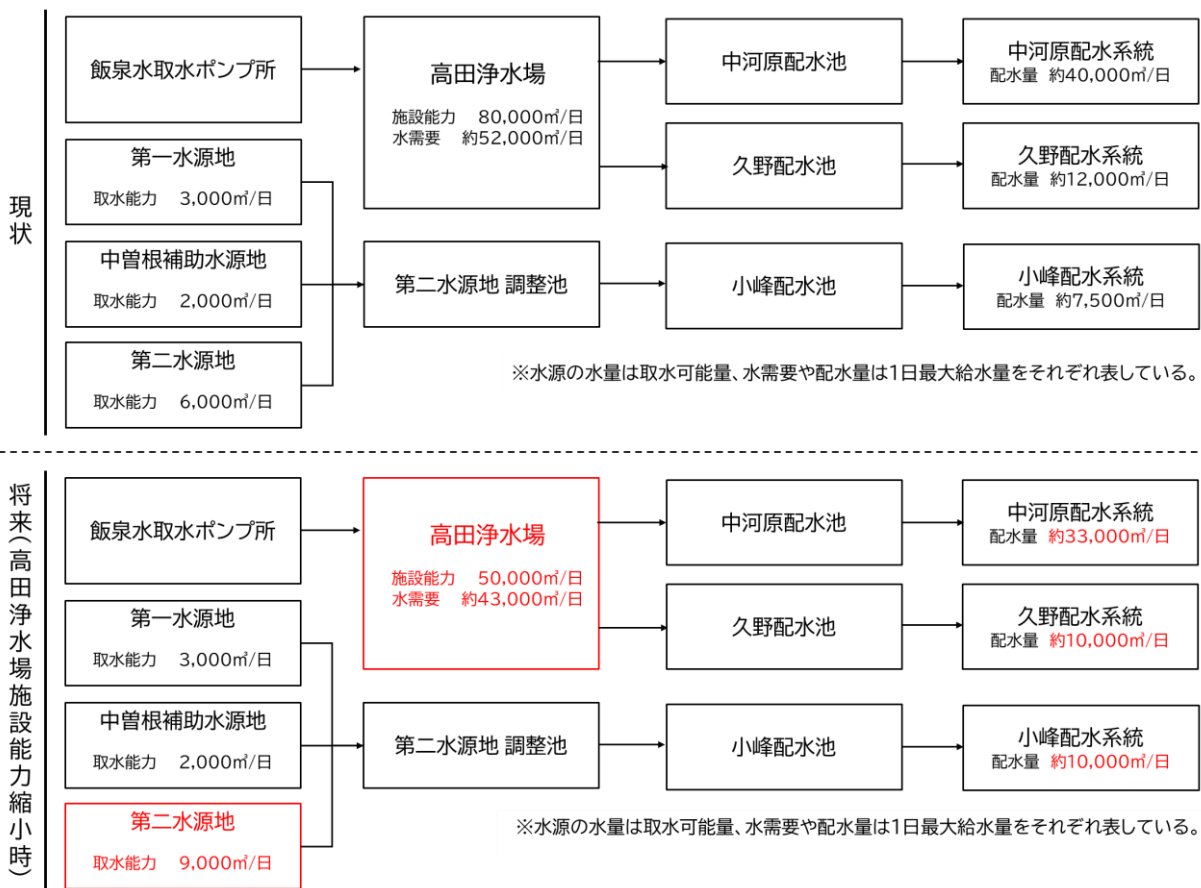 現状
飯泉水取水ポンプ所
高田浄水場
施設能力 80,000㎥/日
水需要 約52,000㎥/日
中河原配水池
中河原配水系統
配水量 約40,000㎥/日
久野配水池
久野配水系統
配水量 約12,000㎥/日
第一水源地
取水能力 3,000㎥/日
中曽根補助水源地
取水能力 2,000㎥/日
第二水源地
取水能力 6,000㎥/日
第二水源地 調整池
小峰配水池
小峰配水系統
配水量 約7,500㎥/日
※水源の水量は取水可能量、水需要や配水量は1日最大給水量をそれぞれ表している。
将来(高田浄水場施設能力縮小時)
飯泉水取水ポンプ所
高田浄水場
施設能力 50,000㎥/日
水需要 約43,000㎥/日
中河原配水池
中河原配水系統
配水量 約33,000㎥/日
久野配水池
久野配水系統
配水量 約10,000㎥/日
第一水源地
取水能力 3,000㎥/日
中曽根補助水源地
取水能力 2,000㎥/日
第二水源地
取水能力 9,000㎥/日
第二水源地 調整池
小峰配水池
小峰配水系統
配水量 約10,000㎥/日
※水源の水量は取水可能量、水需要や配水量は1日最大給水量をそれぞれ表している。